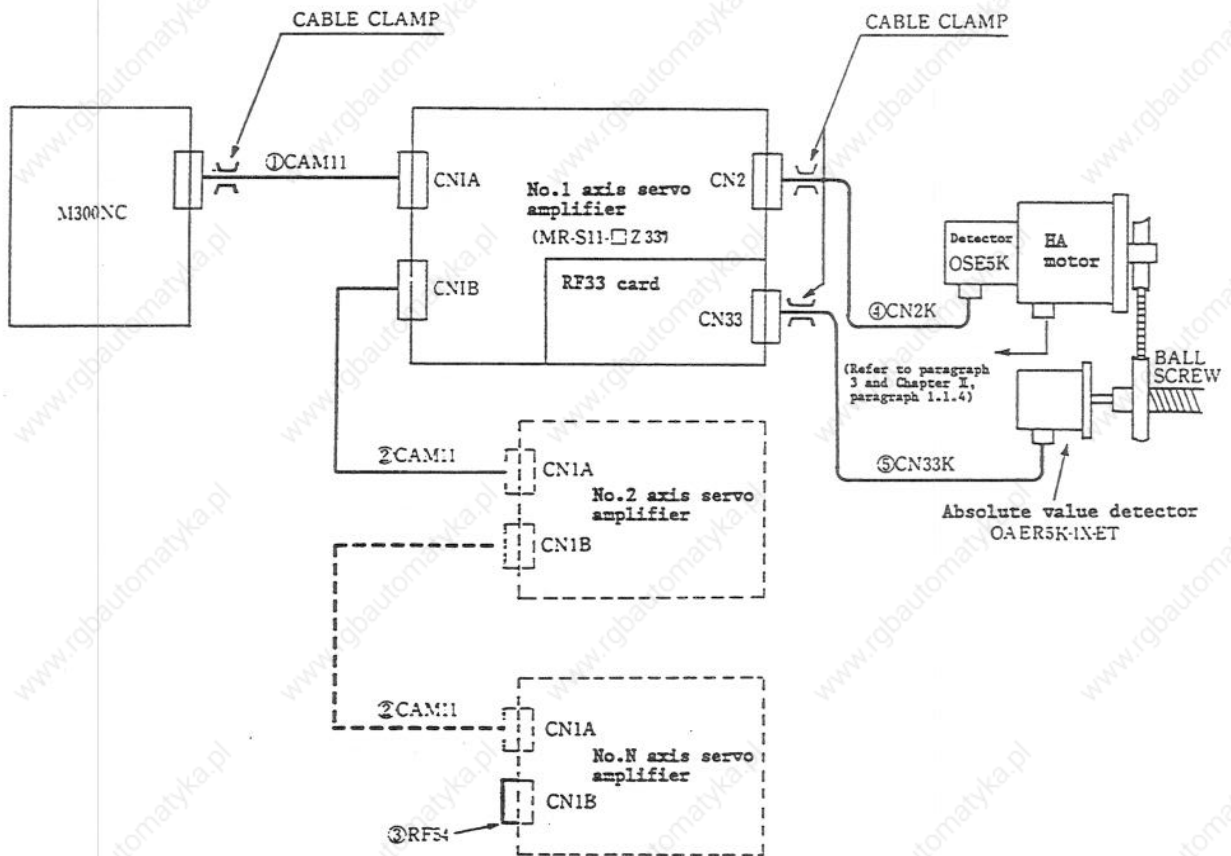 CABLE CLAMP
CABLE CLAMP
①CAM11
CN1A
No.1 axis servo
amplifier
(MR-S11-□Z33)
CN2
M300NC
Detector
OSE5K
HA
motor
CN1B
RF33 card
CN33
④CN2K
(Refer to paragraph
3 and Chapter II,
paragraph 1.1.4)
BALL
SCREW
②CAM11
CN1A
No.2 axis servo
amplifier
⑤CN33K
Absolute value detector
OAER5K-1X-ET
CN1B
②CAM11
CN1A
No.N axis servo
amplifier
CN1B
③RF54
www.rgbautomatyka.pl